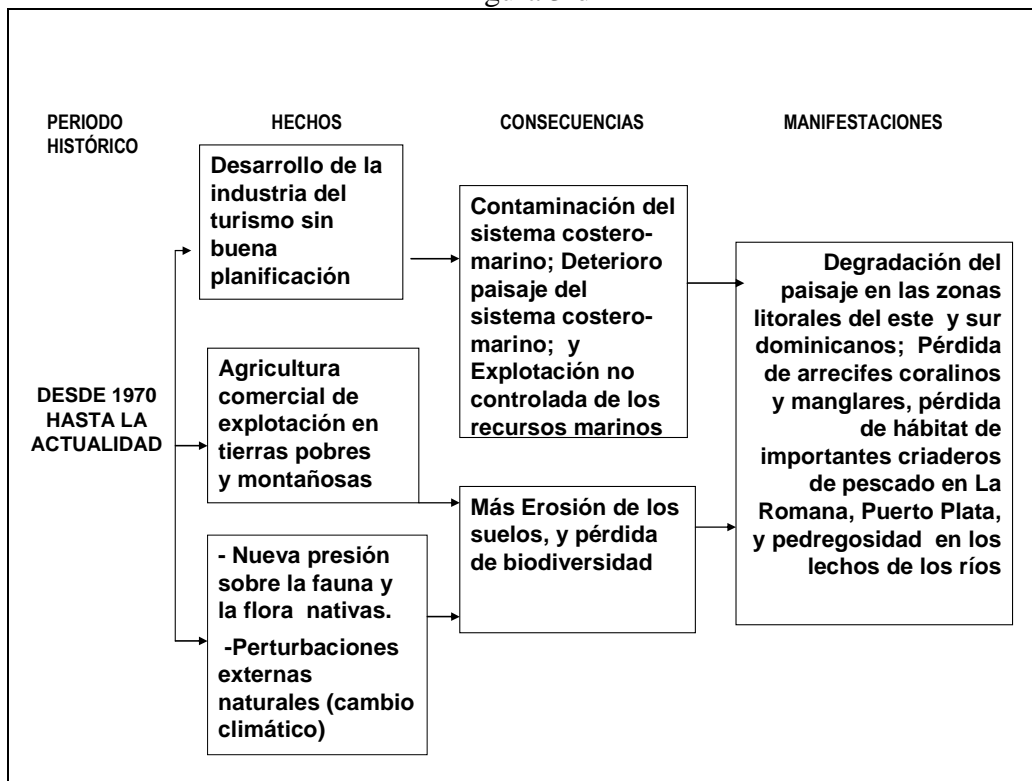 PERIODO
HISTÓRICO
HECHOS
CONSECUENCIAS
MANIFESTACIONES
DESDE 1970
HASTA LA
ACTUALIDAD
Desarrollo de la
industria del
turismo sin
buena
planificación
Agricultura
comercial de
explotación en
tierras pobres
y montañosas
- Nueva presión
sobre la fauna y
la flora nativas.
-Perturbaciones
externas
naturales (cambio
climático)
Contaminación del
sistema costero-
marino; Deterioro
paisaje del
sistema costero-
marino; y
Explotación no
controlada de los
recursos marinos
Más Erosión de los
suelos, y pérdida
de biodiversidad
Degradación del
paisaje en las zonas
litorales del este y sur
dominicanos; Pérdida
de arrecifes coralinos
y manglares, pérdida
de hábitat de
importantes criaderos
de pescado en La
Romana, Puerto Plata,
y pedregosidad en los
lechos de los ríos